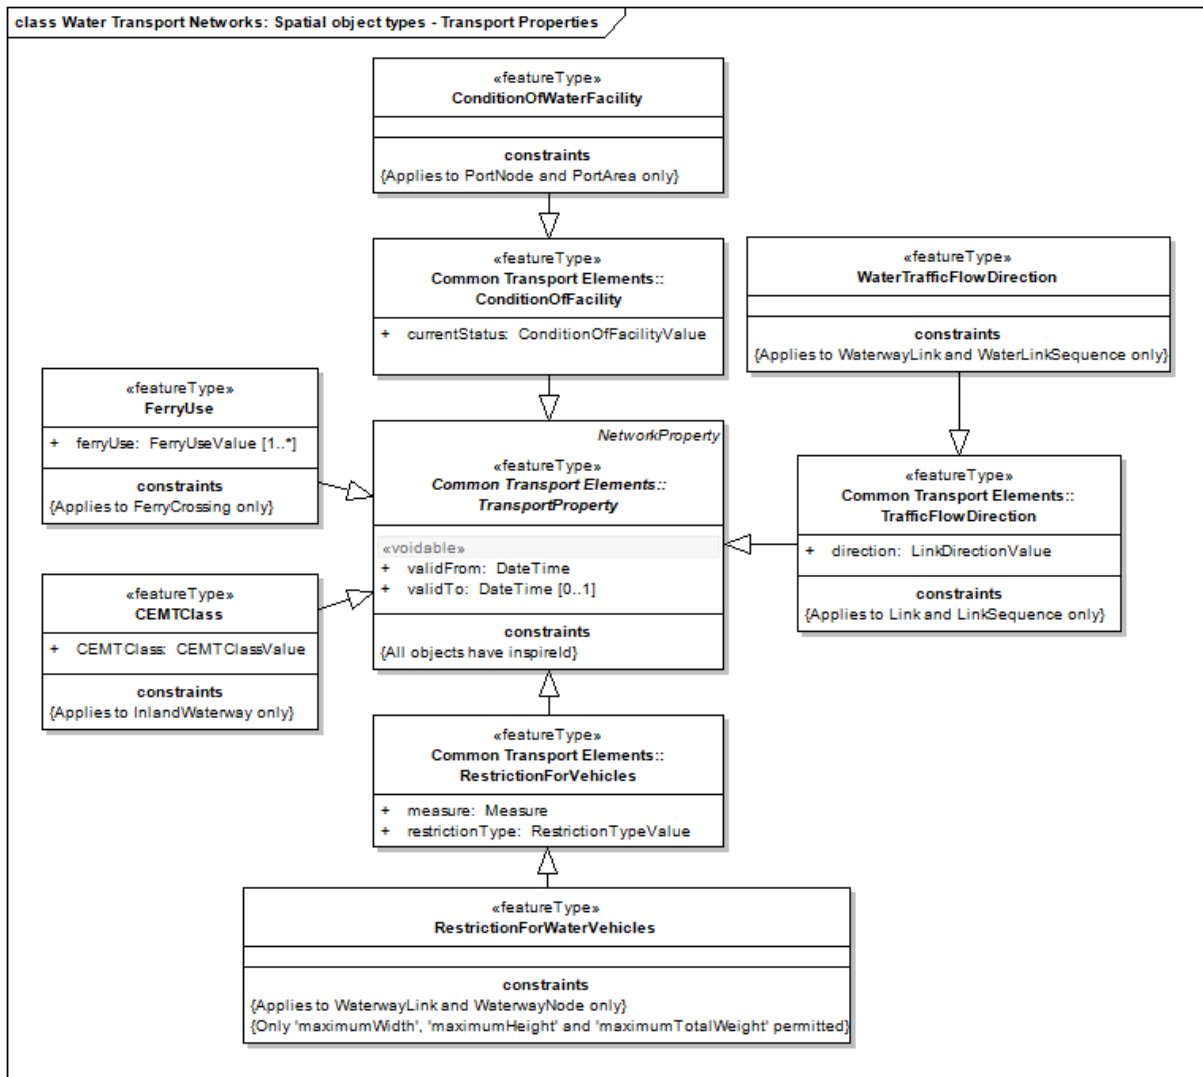 class Water Transport Networks: Spatial object types - Transport Properties
«featureType»
ConditionOfWaterFacility
constraints
{Applies to PortNode and PortArea only}
«featureType»
Common Transport Elements::
ConditionOfFacility
+ currentStatus: ConditionOfFacilityValue
«featureType»
WaterTrafficFlowDirection
constraints
{Applies to WaterwayLink and WaterLinkSequence only}
«featureType»
FerryUse
+ ferryUse: FerryUseValue [1..*]
constraints
{Applies to FerryCrossing only}
NetworkProperty
«featureType»
Common Transport Elements::
TransportProperty
«voidable»
+ validFrom: DateTime
+ validTo: DateTime [0..1]
constraints
{All objects have inspireId}
«featureType»
Common Transport Elements::
TrafficFlowDirection
+ direction: LinkDirectionValue
constraints
{Applies to Link and LinkSequence only}
«featureType»
CEMTClass
+ CEMTClass: CEMTClassValue
constraints
{Applies to InlandWaterway only}
«featureType»
Common Transport Elements::
RestrictionForVehicles
+ measure: Measure
+ restrictionType: RestrictionTypeValue
«featureType»
RestrictionForWaterVehicles
constraints
{Applies to WaterwayLink and WaterwayNode only}
{Only 'maximumWidth', 'maximumHeight' and 'maximumTotalWeight' permitted}